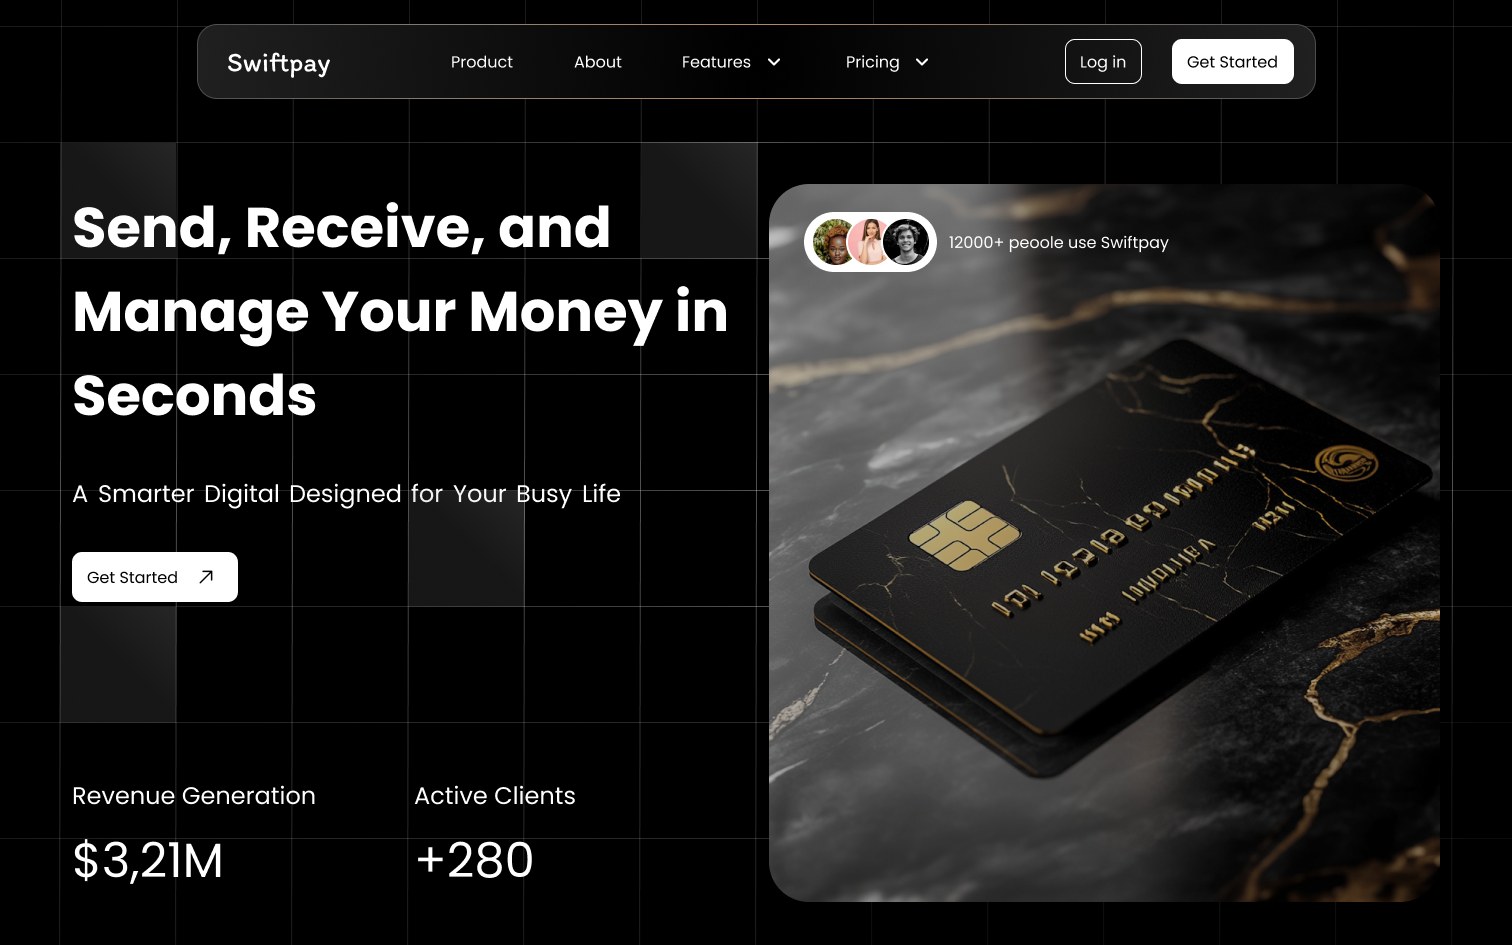 Swiftpay
Product
About
Features
Pricing
Log in
Get Started
Send, Receive, and
Manage Your Money in
Seconds
A Smarter Digital Designed for Your Busy Life
Get Started
Revenue Generation
Active Clients
$3,21M
+280
12000+ peoole use Swiftpay